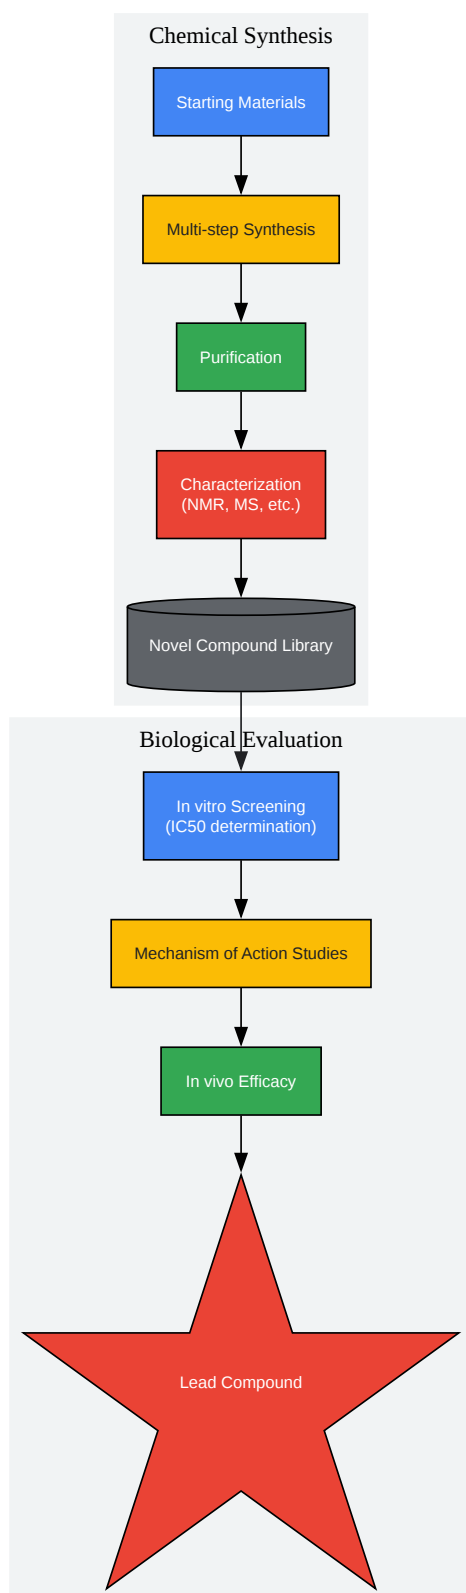 Chemical Synthesis
Starting Materials
Multi-step Synthesis
Purification
Characterization
(NMR, MS, etc.)
Novel Compound Library
Biological Evaluation
In vitro Screening
(IC50 determination)
Mechanism of Action Studies
In vivo Efficacy
Lead Compound